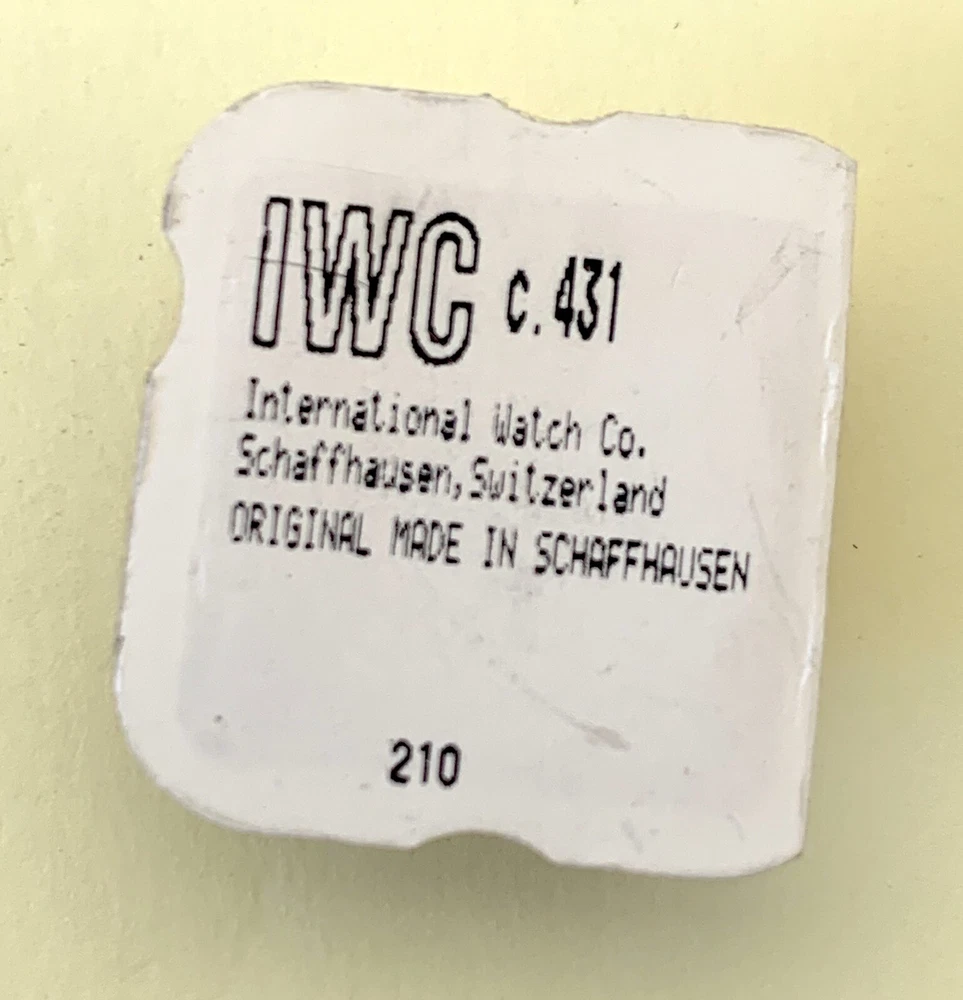 IWC c.431
International Watch Co.
Schaffhausen,Switzerland
ORIGINAL MADE IN SCHAFFHAUSEN
210